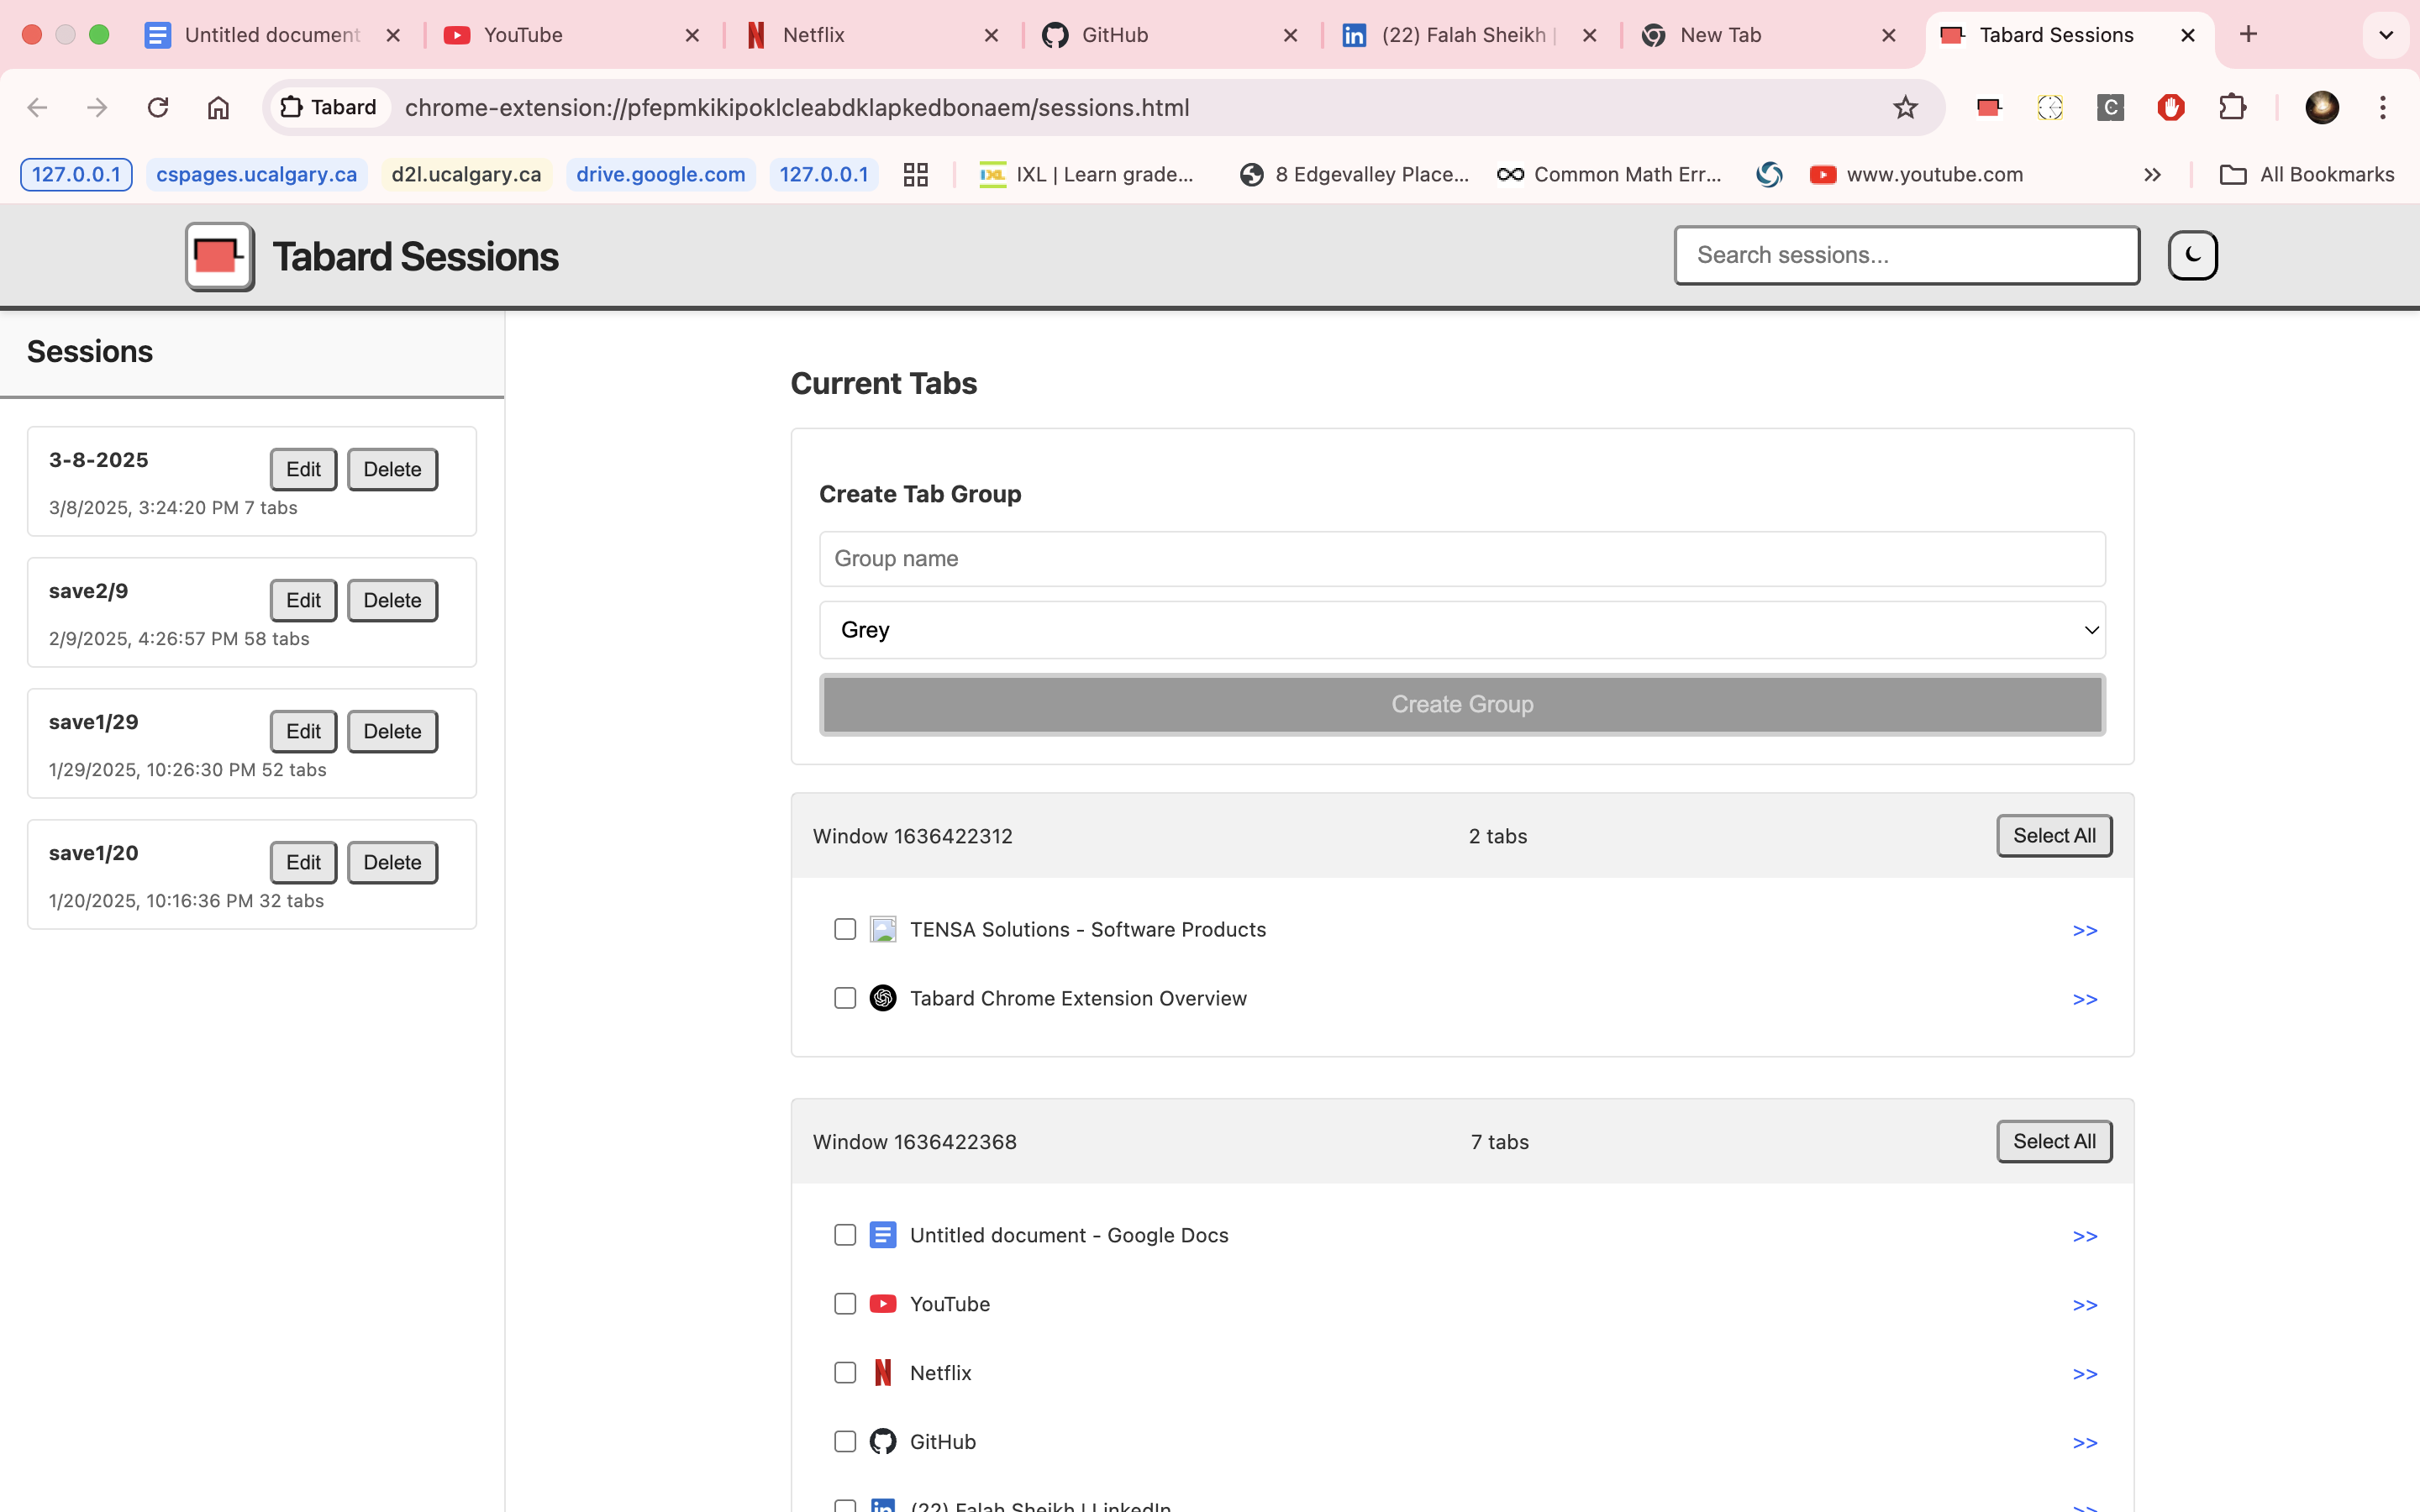 Untitled document
YouTube
Netflix
GitHub
(22) Falah Sheikh |
New Tab
Tabard Sessions
Tabard
chrome-extension://pfepmkikipoklcleabdklapkedbonaem/sessions.html
127.0.0.1
cspages.ucalgary.ca
d2l.ucalgary.ca
drive.google.com
127.0.0.1
IXL | Learn grade...
8 Edgevalley Place...
Common Math Err...
www.youtube.com
All Bookmarks
Tabard Sessions
Search sessions...
Sessions
3-8-2025
Edit
Delete
3/8/2025, 3:24:20 PM 7 tabs
save2/9
Edit
Delete
2/9/2025, 4:26:57 PM 58 tabs
save1/29
Edit
Delete
1/29/2025, 10:26:30 PM 52 tabs
save1/20
Edit
Delete
1/20/2025, 10:16:36 PM 32 tabs
Current Tabs
Create Tab Group
Group name
Grey
Create Group
Window 1636422312
2 tabs
Select All
TENSA Solutions - Software Products
>>
Tabard Chrome Extension Overview
>>
Window 1636422368
7 tabs
Select All
Untitled document - Google Docs
>>
YouTube
>>
Netflix
>>
GitHub
>>
(22) Falah Sheikh | LinkedIn
>>